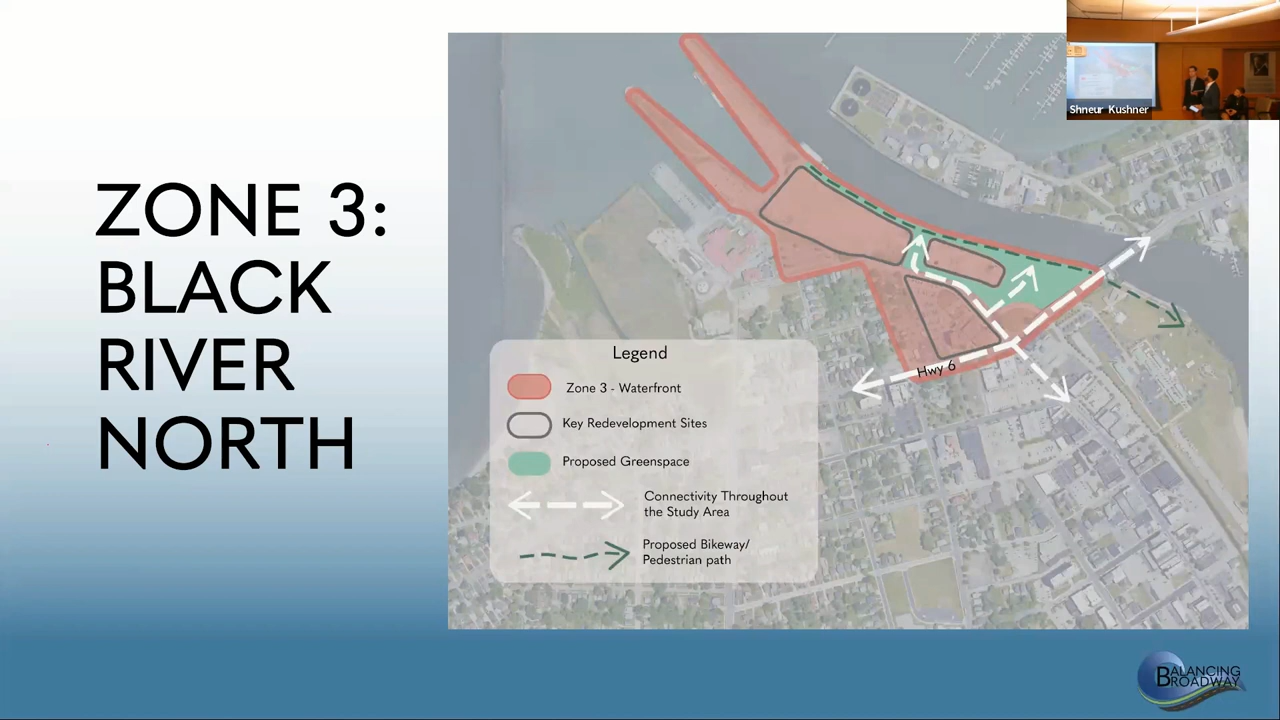 Shneur Kushner
ZONE 3:
BLACK
RIVER
NORTH
Hwy 6
Legend
Zone 3 - Waterfront
Key Redevelopment Sites
Proposed Greenspace
Connectivity Throughout
the Study Area
Proposed Bikeway/
Pedestrian path
BALANCING
BROADWAY